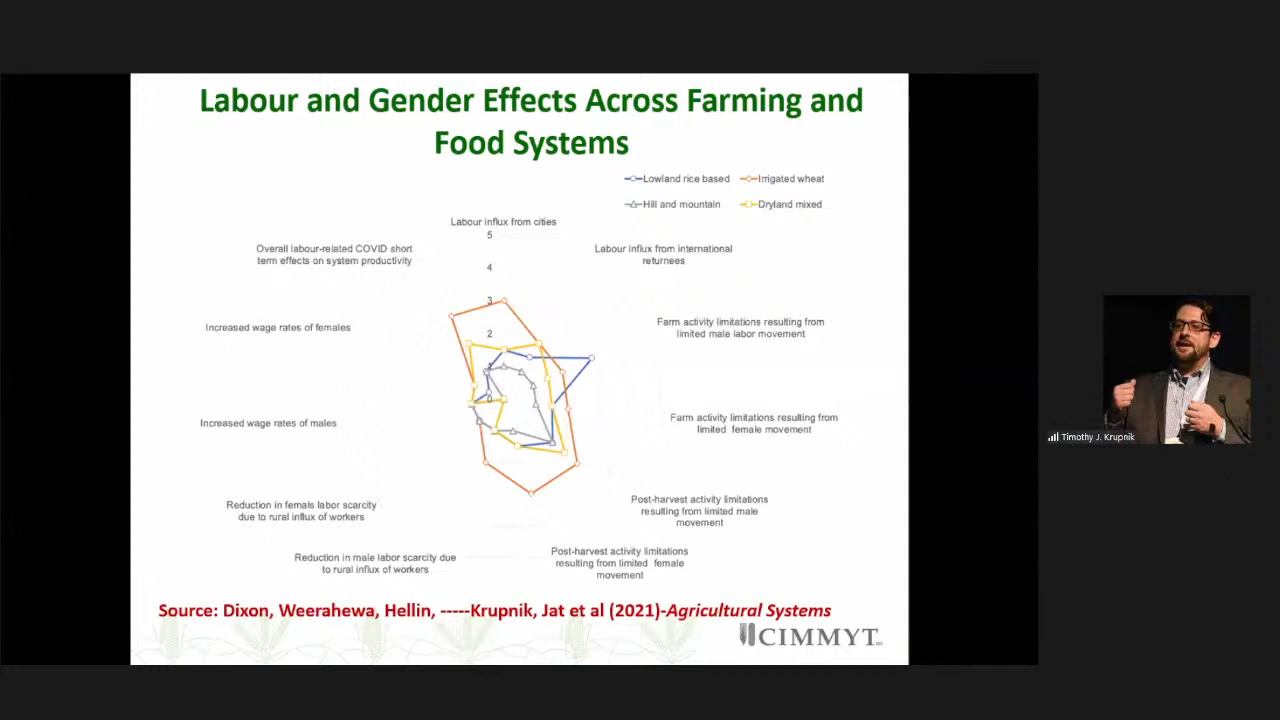 Labour and Gender Effects Across Farming and
Food Systems
Lowland rice based
Irrigated wheat
Hill and mountain
Dryland mixed
Labour influx from cities
5
4
3
2
1
0
Labour influx from international
returnees
Farm activity limitations resulting from
limited male labor movement
Farm activity limitations resulting from
limited female movement
Post-harvest activity limitations
resulting from limited male
movement
Post-harvest activity limitations
resulting from limited female
movement
Reduction in male labor scarcity due
to rural influx of workers
Reduction in femals labor scarcity
due to rural influx of workers
Increased wage rates of males
Increased wage rates of females
Overall labour-related COVID short
term effects on system productivity
Source: Dixon, Weerahewa, Hellin, -----Krupnik, Jat et al (2021)-Agricultural Systems
CIMMYT
Timothy J. Krupnik